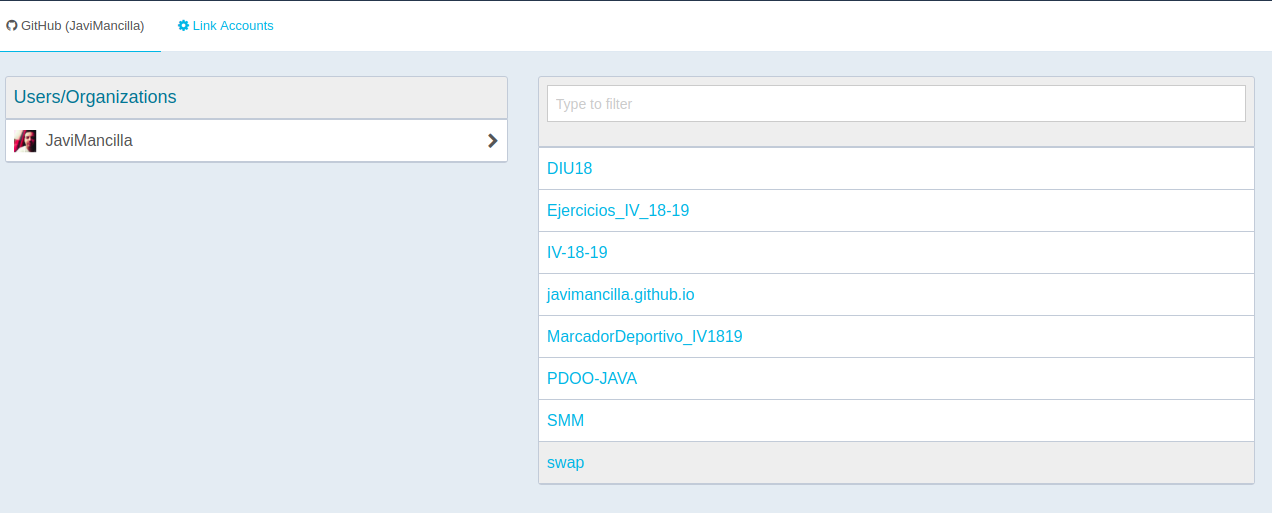 GitHub (JaviMancilla)
Link Accounts
Users/Organizations
JaviMancilla
Type to filter
DIU18
Ejercicios_IV_18-19
IV-18-19
javimancilla.github.io
MarcadorDeportivo_IV1819
PDOO-JAVA
SMM
swap